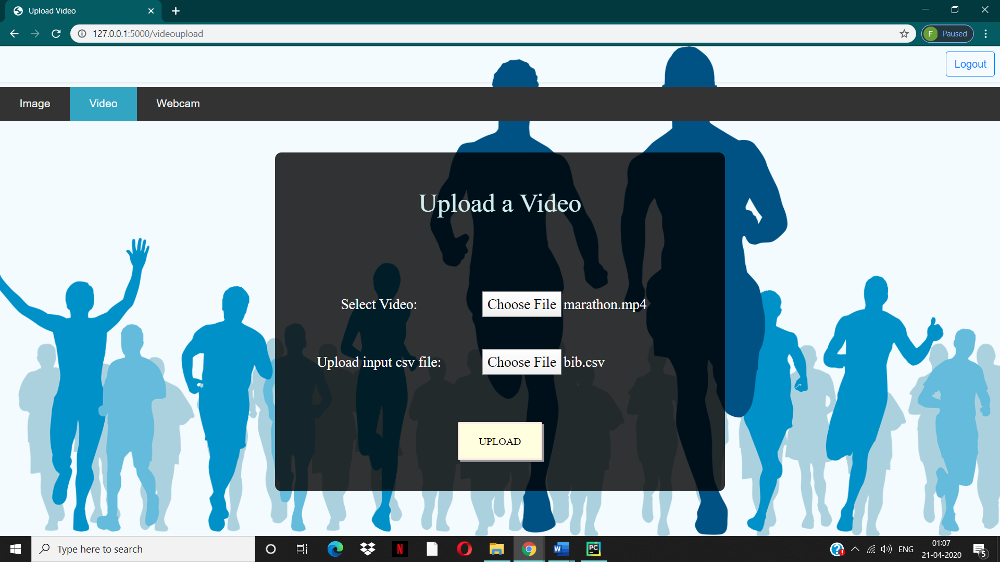 Upload Video
127.0.0.1:5000/videoupload
F Paused
Logout
Image Video Webcam
Upload a Video
Select Video: Choose File marathon.mp4
Upload input csv file: Choose File bib.csv
UPLOAD
Type here to search
N
W
PC
?
!
ENG
01:07
21-04-2020
5